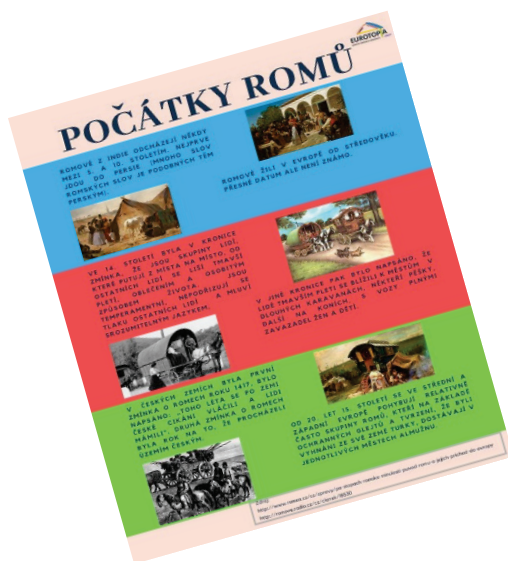 EUROTOPIA
POČÁTKY ROMŮ
ROMOVÉ Z INDIE ODCHÁZEJÍ NĚKDY
MEZI 5. A 10. STOLETÍM. NEJPRVE
JDOU DO PERSIE (MNOHO SLOV
ROMSKÝCH SLOV JE PODOBNÝCH TĚM
PERSKÝM).
ROMOVÉ ŽILI V EVROPĚ OD STŘEDOVĚKU.
PŘESNÉ DATUM ALE NENÍ ZNÁMO.
VE 14. STOLETÍ BYLA V KRONICE
ZMÍNKA, ŽE JSOU SKUPINY LIDÍ,
KTEŘÍ PUTUJÍ Z MÍSTA NA MÍSTO, OD
OSTATNÍCH LIDÍ SE LIŠÍ TMAVŠÍ
PLETÍ, OBLEČENÍM A OSOBITÝM
ZPŮSOBEM ŽIVOTA. JSOU
TEMPERAMENTNÍ, NEPODŘIZUJÍ SE
TLAKU OSTATNÍCH LIDÍ A MLUVÍ
SROZUMITELNÝM JAZYKEM.
V JINÉ KRONICE PAK BYLO NAPSÁNO, ŽE
LIDÉ TMAVŠÍM PLETI SE BLÍŽILI K MĚSTŮM V
DLOUHÝCH KARAVANÁCH, NĚKTEŘÍ PĚŠKY,
DALŠÍ NA KONÍCH, S VOZY PLNÝMI
ZAVAZADEL ŽEN A DĚTÍ.
V ČESKÝCH ZEMÍCH BYLA PRVNÍ
ZMÍNKA O ROMECH ROKU 1417, BYLO
NAPSÁNO: „TOHO LÉTA SE PO ZEMI
ČESKÉ CIKÁNI VLÁČILI A LIDI
MÁMILI“. DRUHÁ ZMÍNKA O ROMECH
BYLA ROK NA TO, ŽE PROCHÁZELI
ÚZEMÍM ČESKÝM.
OD 20. LET 15. STOLETÍ SE VE STŘEDNÍ A
ZÁPADNÍ EVROPĚ POHYBUJÍ RELATIVNĚ
ČASTO SKUPINY ROMŮ, KTEŘÍ NA ZÁKLADĚ
OCHRANNÝCH GLEJTŮ A TVRZENÍ, ŽE BYLI
VYHNÁNI ZE SVÉ ZEMĚ TURKY, DOSTÁVALI V
JEDNOTLIVÝCH MĚSTECH ALMUŽNU.